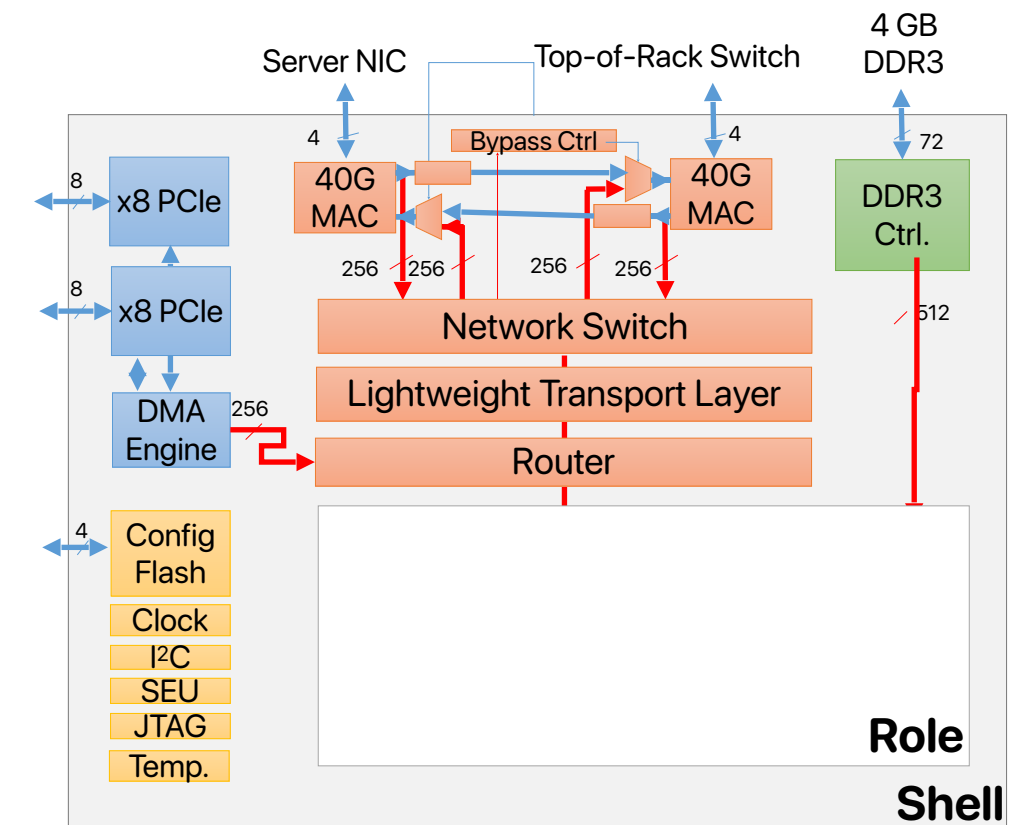 4 GB
DDR3
Server NIC
Top-of-Rack Switch
4
4
72
Bypass Ctrl
40G
MAC
40G
MAC
DDR3
Ctrl.
8
x8 PCIe
256
256
256
256
8
x8 PCIe
512
Network Switch
Lightweight Transport Layer
DMA
Engine
256
Router
4
Config
Flash
Clock
I²C
SEU
JTAG
Temp.
Role
Shell